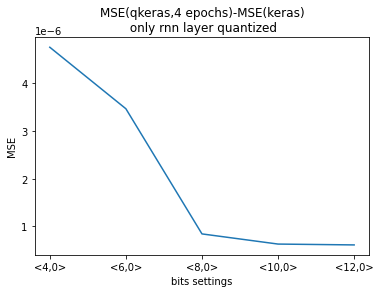 MSE(qkeras,4 epochs)-MSE(keras)
only rnn layer quantized
1e−6
4
3
2
1
MSE
<4,0> <6,0> <8,0> <10,0> <12,0>
bits settings